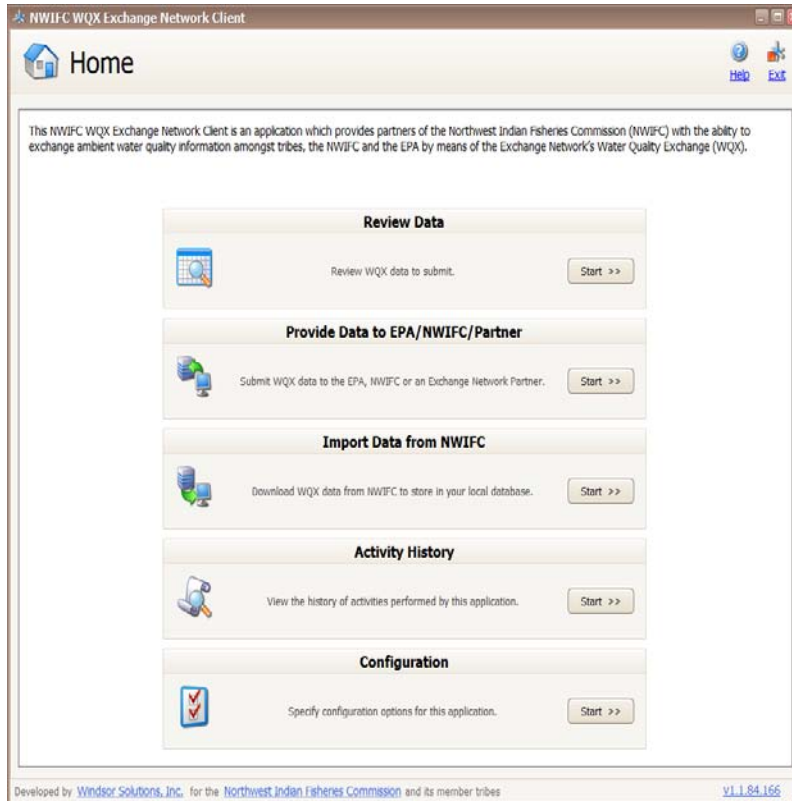 NWIFC WQX Exchange Network Client
Home
Help
Exit
This NWIFC WQX Exchange Network Client is an application which provides partners of the Northwest Indian Fisheries Commission (NWIFC) with the ability to
exchange ambient water quality information amongst tribes, the NWIFC and the EPA by means of the Exchange Network's Water Quality Exchange (WQX).
Review Data
Review WQX data to submit.
Start >>
Provide Data to EPA/NWIFC/Partner
Submit WQX data to the EPA, NWIFC or an Exchange Network Partner.
Start >>
Import Data from NWIFC
Download WQX data from NWIFC to store in your local database.
Start >>
Activity History
View the history of activities performed by this application.
Start >>
Configuration
Specify configuration options for this application.
Start >>
Developed by Windsor Solutions, Inc. for the Northwest Indian Fisheries Commission and its member tribes
v1.1.84.166